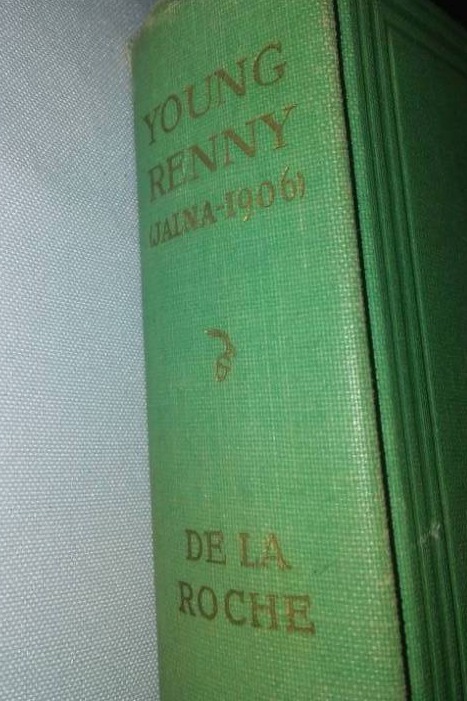 YOUNG
RENNY
(JALNA-1906)
DE LA
ROCHE